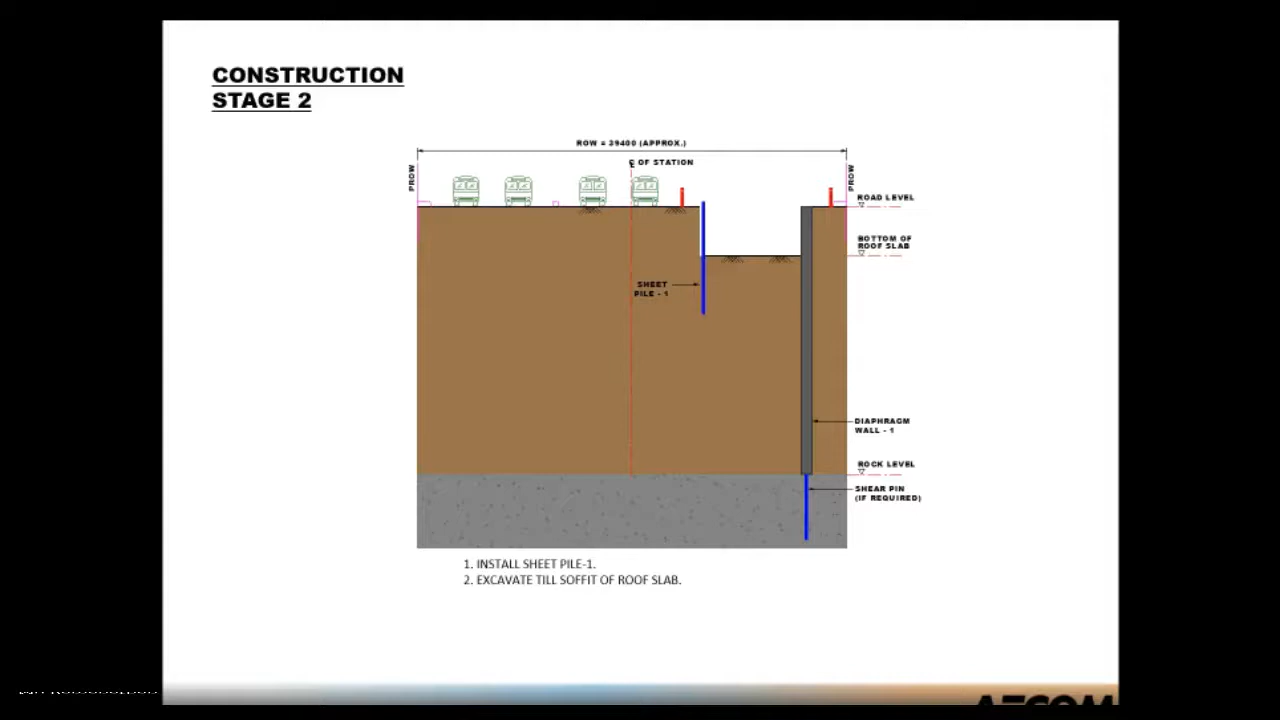 CONSTRUCTION
STAGE 2
ROW = 39400 (APPROX.)
℄ OF STATION
PROW
PROW
ROAD LEVEL
BOTTOM OF
ROOF SLAB
SHEET
PILE - 1
DIAPHRAGM
WALL - 1
ROCK LEVEL
SHEAR PIN
(IF REQUIRED)
1. INSTALL SHEET PILE-1.
2. EXCAVATE TILL SOFFIT OF ROOF SLAB.
AECOM